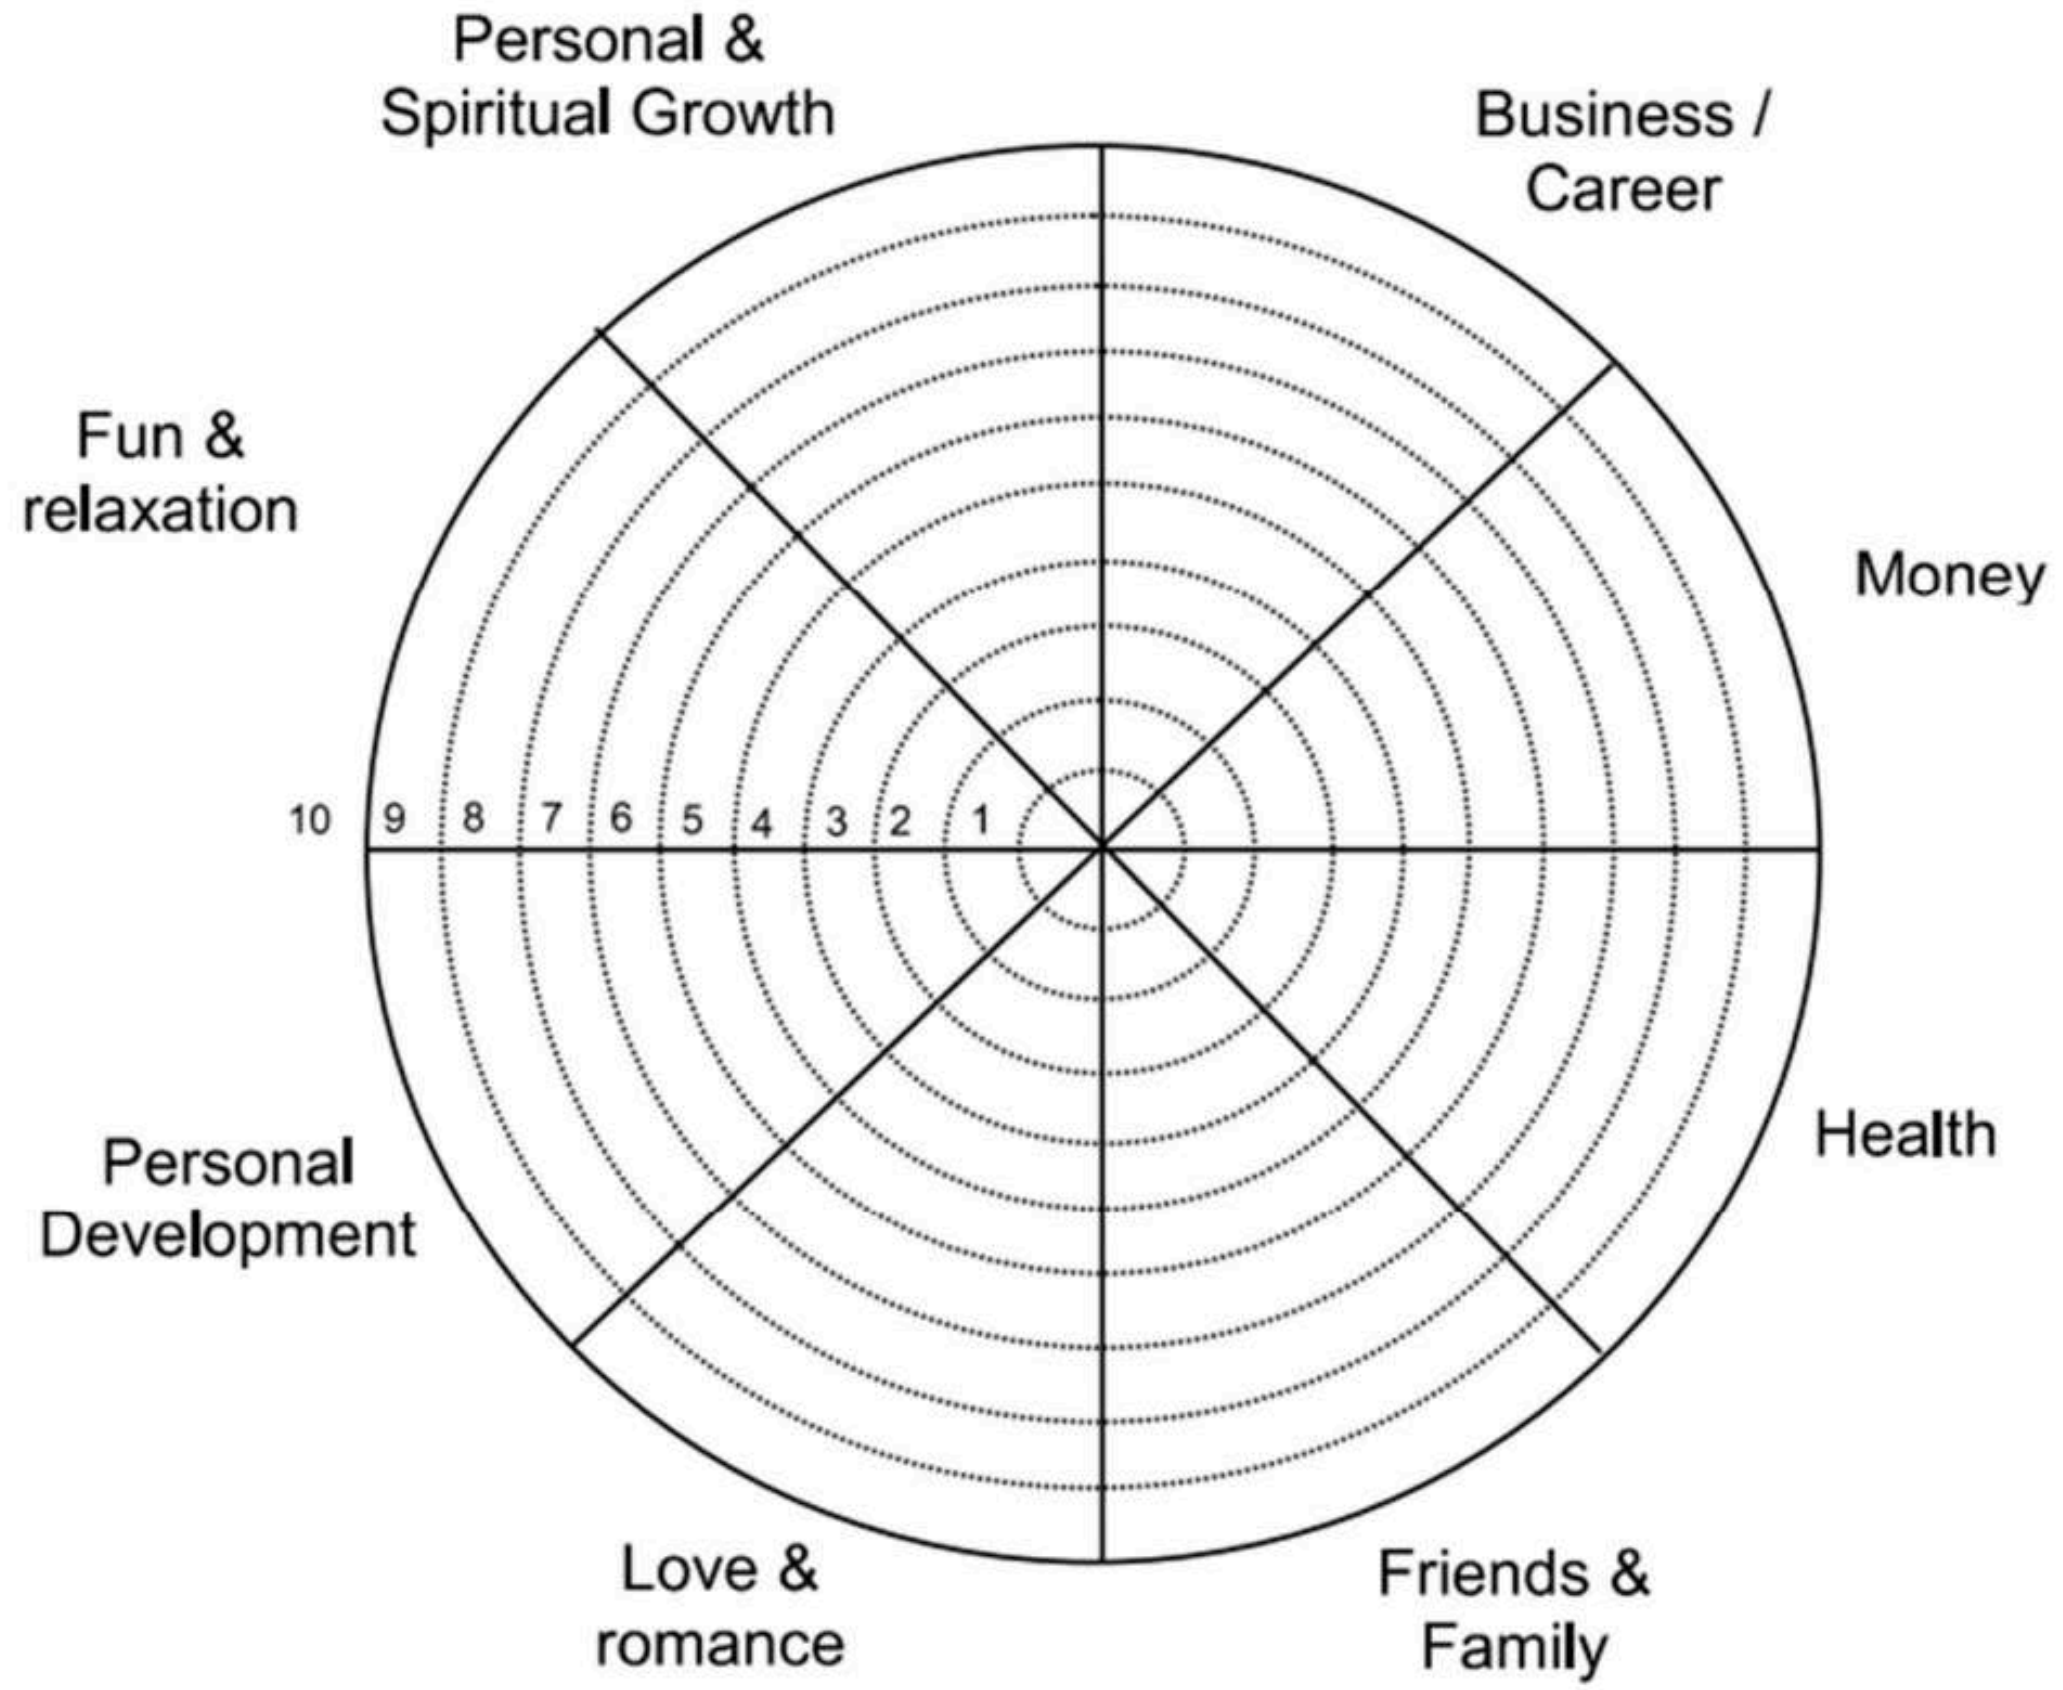 Personal &
Spiritual Growth
Business /
Career
Fun &
relaxation
Money
10 9 8 7 6 5 4 3 2 1
Health
Personal
Development
Love &
romance
Friends &
Family